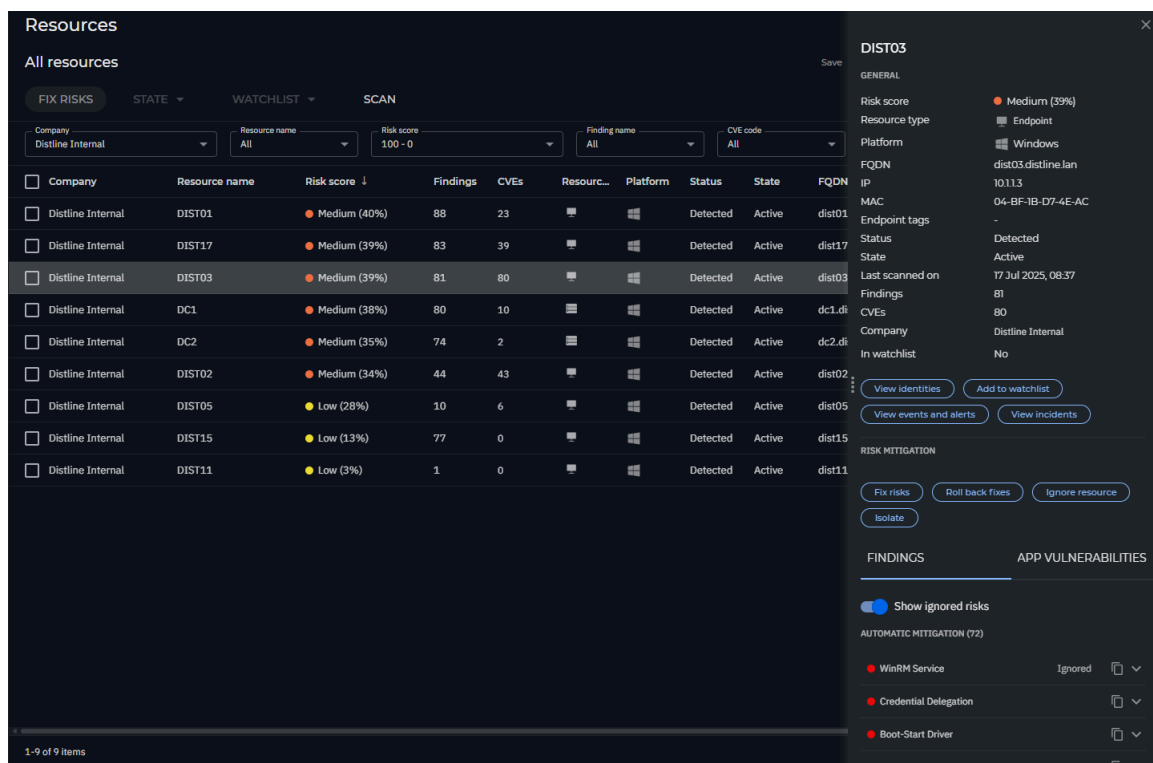 Resources
All resources
Save
FIX RISKS STATE WATCHLIST SCAN
Company Resource name Risk score Finding name CVE code
Distline Internal All 100 - 0 All All
Company Resource name Risk score ↓ Findings CVEs Resourc... Platform Status State FQDN
Distline Internal DIST01 Medium (40%) 88 23 Detected Active dist01
Distline Internal DIST17 Medium (39%) 83 39 Detected Active dist17
Distline Internal DIST03 Medium (39%) 81 80 Detected Active dist03
Distline Internal DC1 Medium (38%) 80 10 Detected Active dc1.di
Distline Internal DC2 Medium (35%) 74 2 Detected Active dc2.di
Distline Internal DIST02 Medium (34%) 44 43 Detected Active dist02
Distline Internal DIST05 Low (28%) 10 6 Detected Active dist05
Distline Internal DIST15 Low (13%) 77 0 Detected Active dist15
Distline Internal DIST11 Low (3%) 1 0 Detected Active dist11
1-9 of 9 items
DIST03
GENERAL
Risk score Medium (39%)
Resource type Endpoint
Platform Windows
FQDN dist03.distline.lan
IP 10.1.1.3
MAC 04-BF-1B-D7-4E-AC
Endpoint tags -
Status Detected
State Active
Last scanned on 17 Jul 2025, 08:37
Findings 81
CVEs 80
Company Distline Internal
In watchlist No
View identities Add to watchlist
View events and alerts View incidents
RISK MITIGATION
Fix risks Roll back fixes Ignore resource
Isolate
FINDINGS APP VULNERABILITIES
Show ignored risks
AUTOMATIC MITIGATION (72)
WinRM Service Ignored
Credential Delegation
Boot-Start Driver